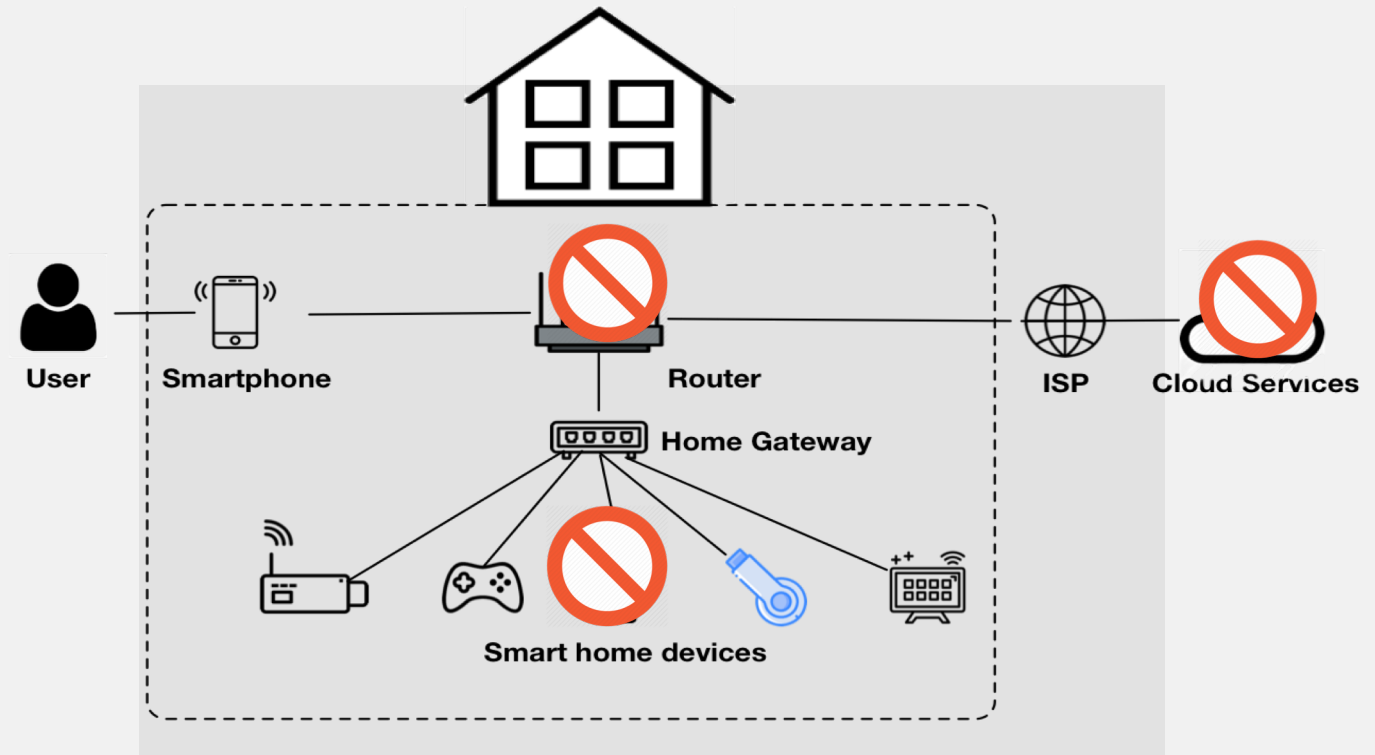 User
Smartphone
Router
ISP
Cloud Services
Home Gateway
Smart home devices